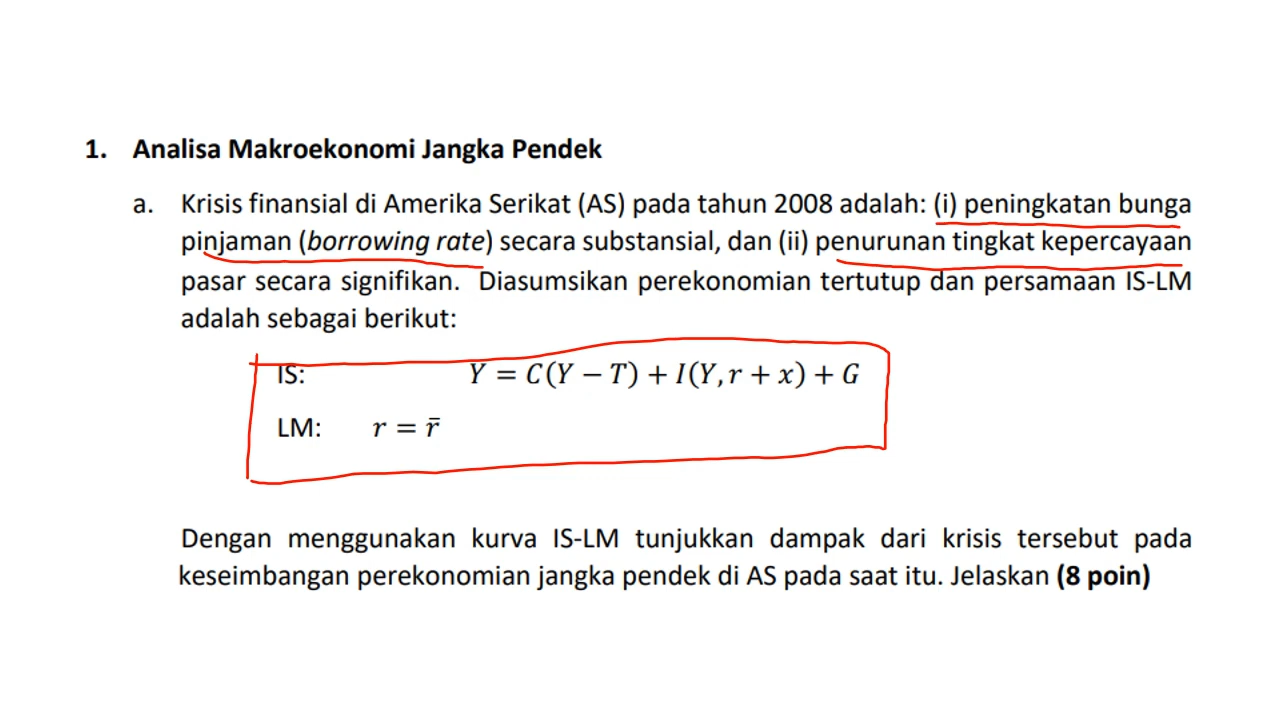 1. Analisa Makroekonomi Jangka Pendek
a. Krisis finansial di Amerika Serikat (AS) pada tahun 2008 adalah: (i) peningkatan bunga
pinjaman (borrowing rate) secara substansial, dan (ii) penurunan tingkat kepercayaan
pasar secara signifikan. Diasumsikan perekonomian tertutup dan persamaan IS-LM
adalah sebagai berikut:
IS: Y = C(Y − T) + I(Y, r + x) + G
LM: r = r̄
Dengan menggunakan kurva IS-LM tunjukkan dampak dari krisis tersebut pada
keseimbangan perekonomian jangka pendek di AS pada saat itu. Jelaskan (8 poin)